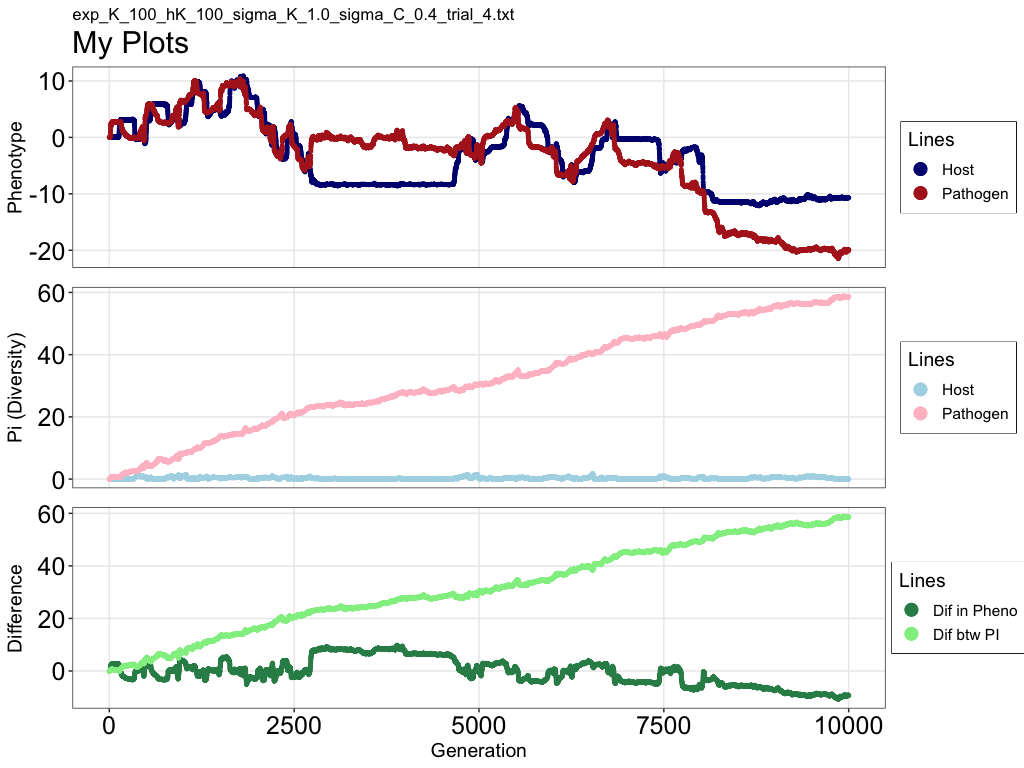 exp_K_100_hK_100_sigma_K_1.0_sigma_C_0.4_trial_4.txt
My Plots
Phenotype
10
0
-10
-20
Lines
Host
Pathogen
Pi (Diversity)
60
40
20
0
Lines
Host
Pathogen
Difference
60
40
20
0
Lines
Dif in Pheno
Dif btw PI
0 2500 5000 7500 10000
Generation